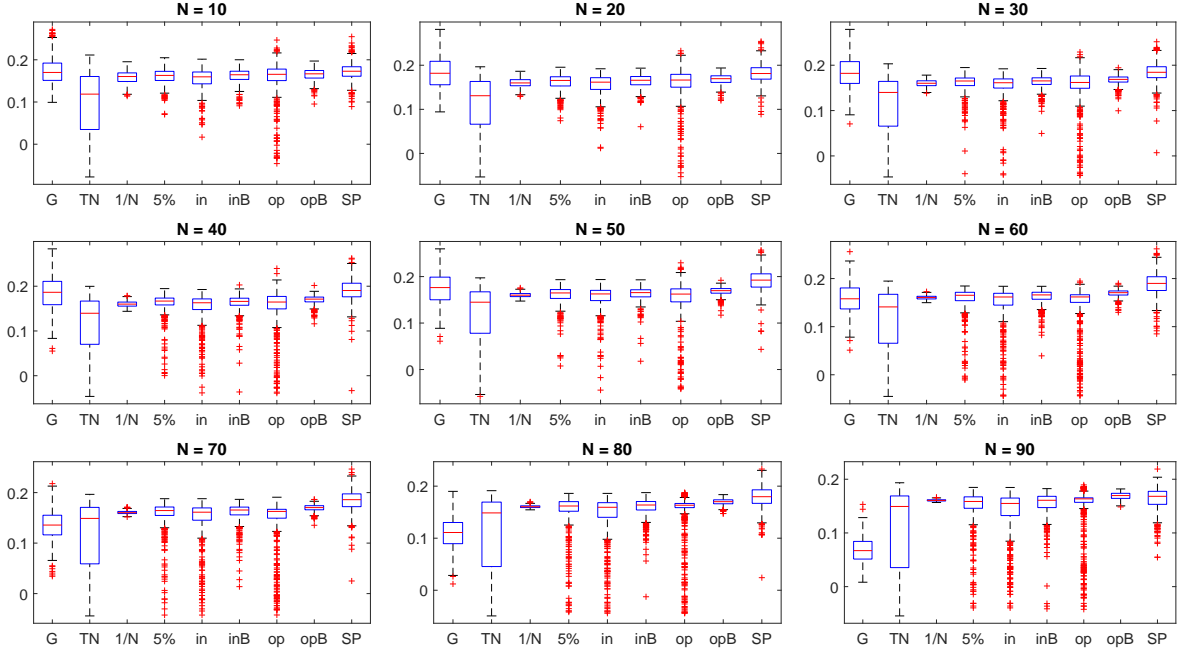 N = 10
N = 20
N = 30
0.2
0.1
0
G TN 1/N 5% in inB op opB SP
0.2
0.1
0
G TN 1/N 5% in inB op opB SP
0.2
0.1
0
G TN 1/N 5% in inB op opB SP
N = 40
N = 50
N = 60
0.2
0.1
0
G TN 1/N 5% in inB op opB SP
0.2
0.1
0
G TN 1/N 5% in inB op opB SP
0.2
0.1
0
G TN 1/N 5% in inB op opB SP
N = 70
N = 80
N = 90
0.2
0.1
0
G TN 1/N 5% in inB op opB SP
0.2
0.1
0
G TN 1/N 5% in inB op opB SP
0.2
0.1
0
G TN 1/N 5% in inB op opB SP